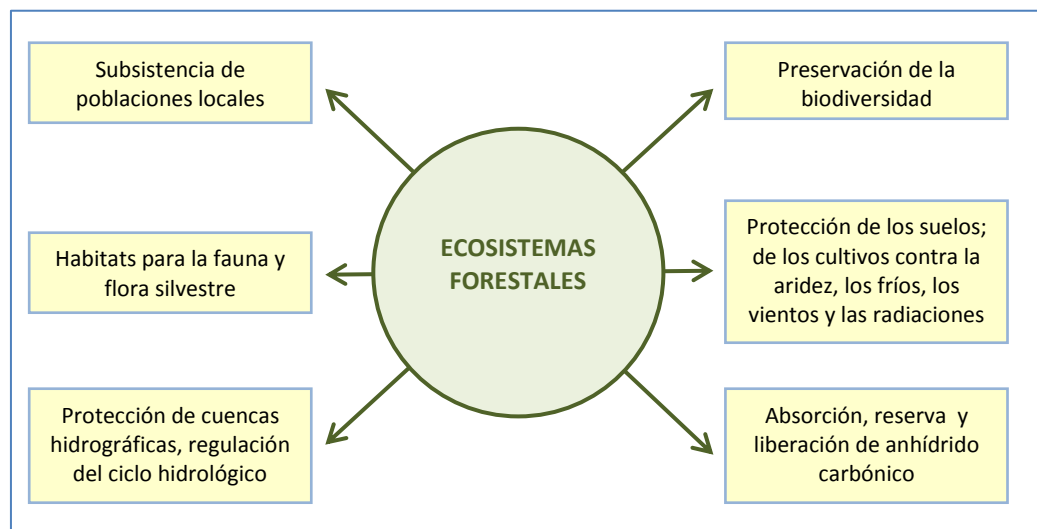 Subsistencia de
poblaciones locales
Preservación de la
biodiversidad
ECOSISTEMAS
FORESTALES
Habitats para la fauna y
flora silvestre
Protección de los suelos;
de los cultivos contra la
aridez, los fríos, los
vientos y las radiaciones
Protección de cuencas
hidrográficas, regulación
del ciclo hidrológico
Absorción, reserva y
liberación de anhídrido
carbónico